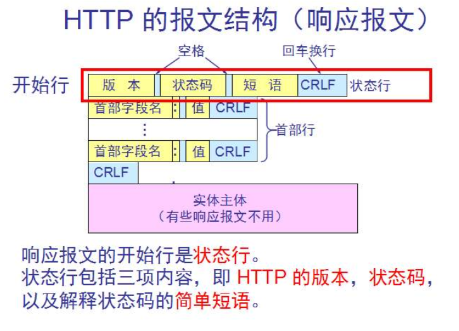 HTTP 的报文结构（响应报文）
空格
回车换行
开始行
版 本
状态码
短 语
CRLF
状态行
首部字段名 : 值 CRLF
⋮
首部行
首部字段名 : 值 CRLF
CRLF
实体主体
（有些响应报文不用）
响应报文的开始行是状态行。
状态行包括三项内容，即 HTTP 的版本，状态码，
以及解释状态码的简单短语。